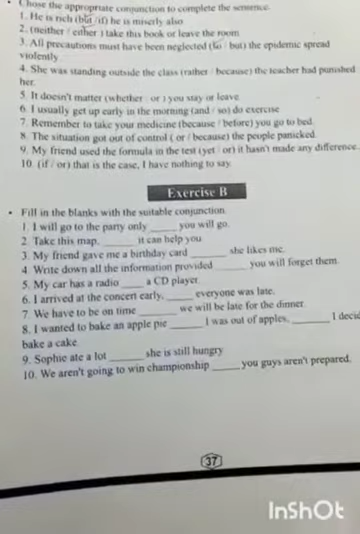 • Chose the appropriate conjunction to complete the sentence.
1. He is rich (but /if) he is miserly also
2. (neither / either ) take this book or leave the room
3. All precautions must have been neglected (so / but) the epidemic spread
violently
4. She was standing outside the class (rather / because) the teacher had punished
her.
5. It doesn't matter (whether / or ) you stay or leave
6. I usually get up early in the morning (and / so) do exercise
7. Remember to take your medicine (because / before) you go to bed.
8. The situation got out of control ( or / because) the people panicked.
9. My friend used the formula in the test (yet / or) it hasn't made any difference.
10. (if / or) that is the case, I have nothing to say.
Exercise B
• Fill in the blanks with the suitable conjunction.
1. I will go to the party only _____ you will go.
2. Take this map, _____ it can help you
3. My friend gave me a birthday card _____ she likes me.
4. Write down all the information provided _____ you will forget them.
5. My car has a radio _____ a CD player.
6. I arrived at the concert early, _____ everyone was late.
7. We have to be on time _____ we will be late for the dinner.
8. I wanted to bake an apple pie _____ I was out of apples, _____ I decid
bake a cake.
9. Sophie ate a lot _____ she is still hungry
10. We aren't going to win championship _____ you guys aren't prepared.
37
InShOt